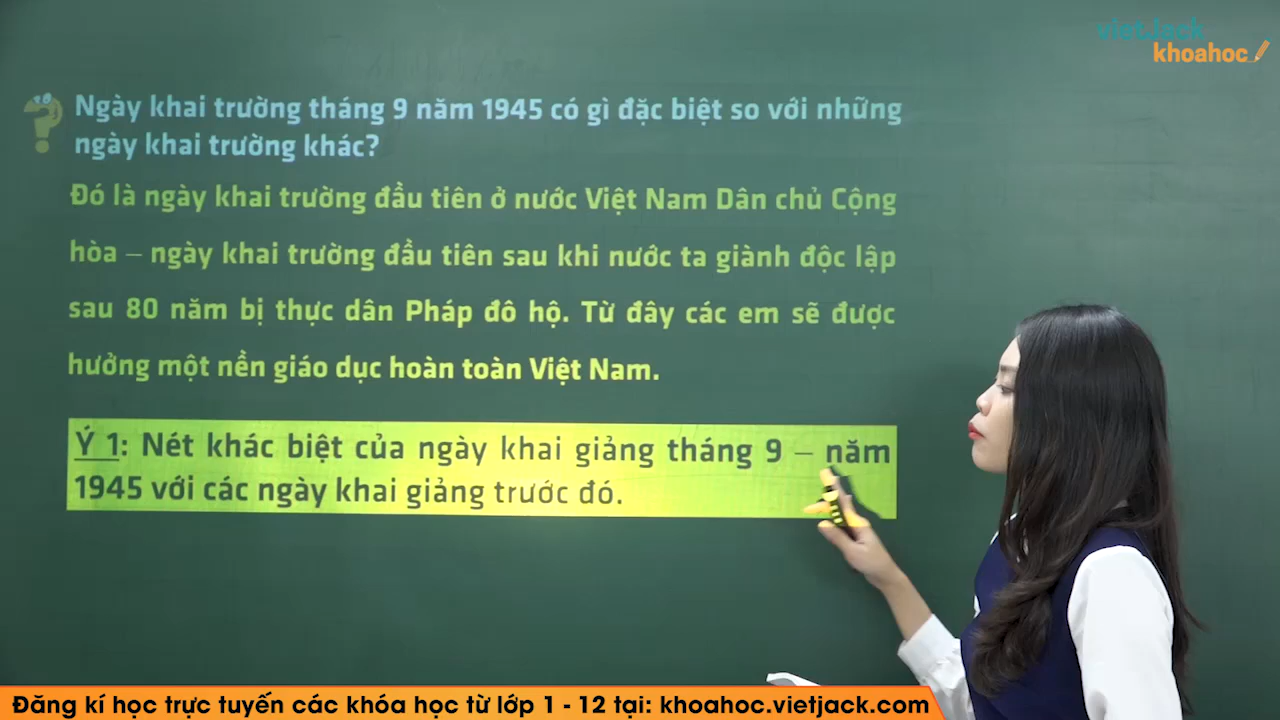 vietJack
khoahoc
Ngày khai trường tháng 9 năm 1945 có gì đặc biệt so với những
ngày khai trường khác?
Đó là ngày khai trường đầu tiên ở nước Việt Nam Dân chủ Cộng
hòa – ngày khai trường đầu tiên sau khi nước ta giành độc lập
sau 80 năm bị thực dân Pháp đô hộ. Từ đây các em sẽ được
hưởng một nền giáo dục hoàn toàn Việt Nam.
Ý 1: Nét khác biệt của ngày khai giảng tháng 9 – năm
1945 với các ngày khai giảng trước đó.
Đăng kí học trực tuyến các khóa học từ lớp 1 - 12 tại: khoahoc.vietjack.com